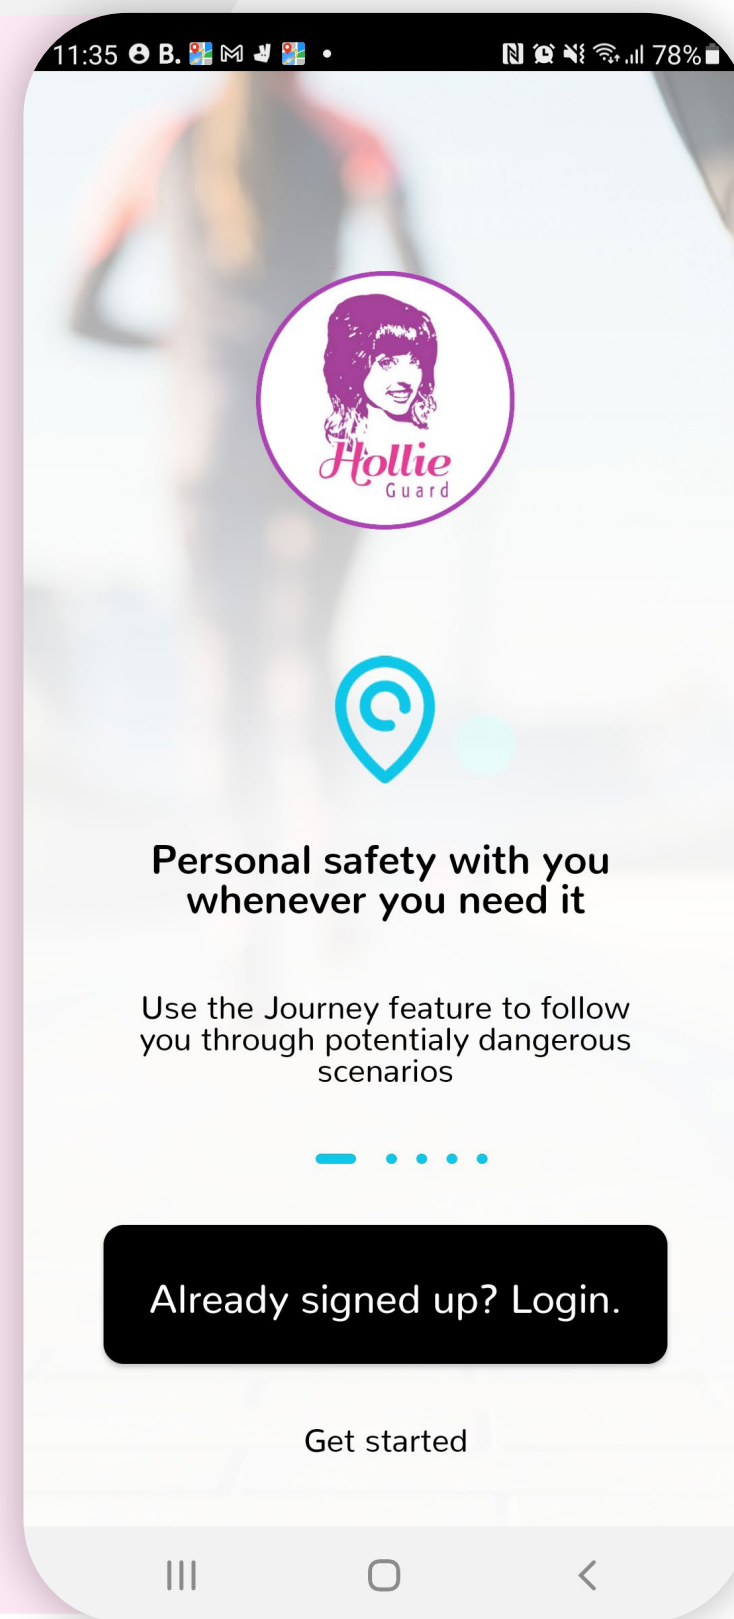 11:35 B. 78%
Hollie
Guard
Personal safety with you
whenever you need it
Use the Journey feature to follow
you through potentialy dangerous
scenarios
Already signed up? Login.
Get started